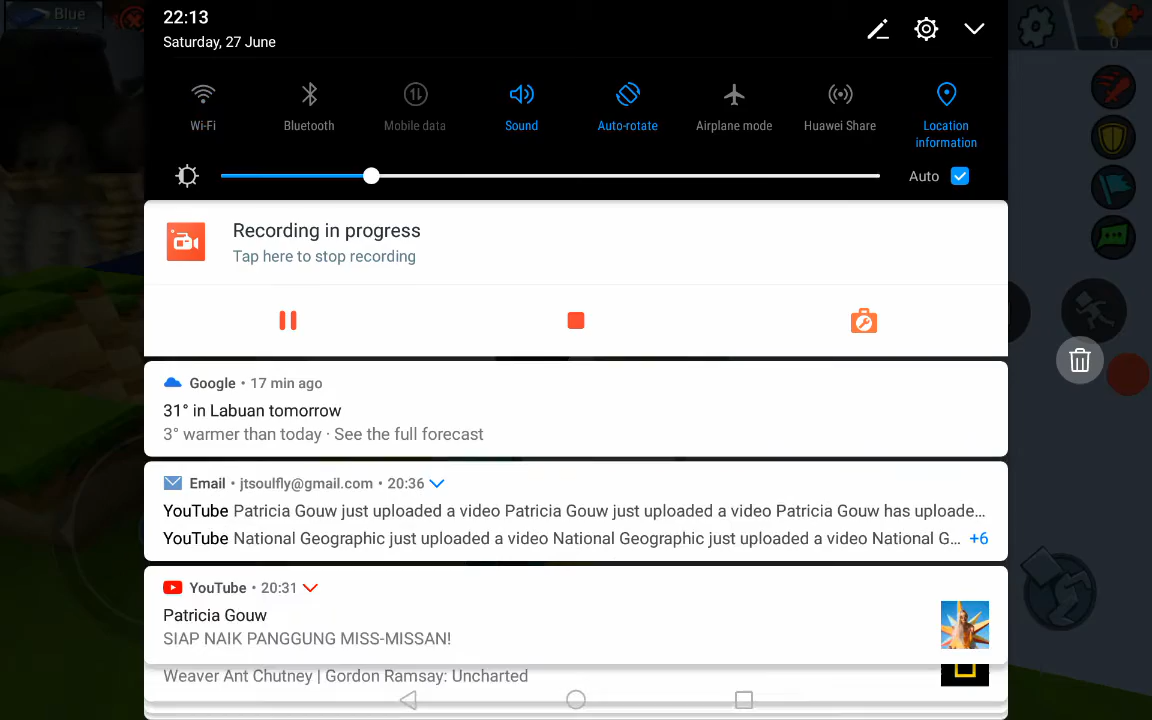 Blue
22:13
Saturday, 27 June
0
Wi-Fi
Bluetooth
Mobile data
Sound
Auto-rotate
Airplane mode
Huawei Share
Location
information
Auto
Recording in progress
Tap here to stop recording
Google • 17 min ago
31° in Labuan tomorrow
3° warmer than today · See the full forecast
Email • jtsoulfly@gmail.com • 20:36
YouTube Patricia Gouw just uploaded a video Patricia Gouw just uploaded a video Patricia Gouw has uploade...
YouTube National Geographic just uploaded a video National Geographic just uploaded a video National G... +6
YouTube • 20:31
Patricia Gouw
SIAP NAIK PANGGUNG MISS-MISSAN!
Weaver Ant Chutney | Gordon Ramsay: Uncharted